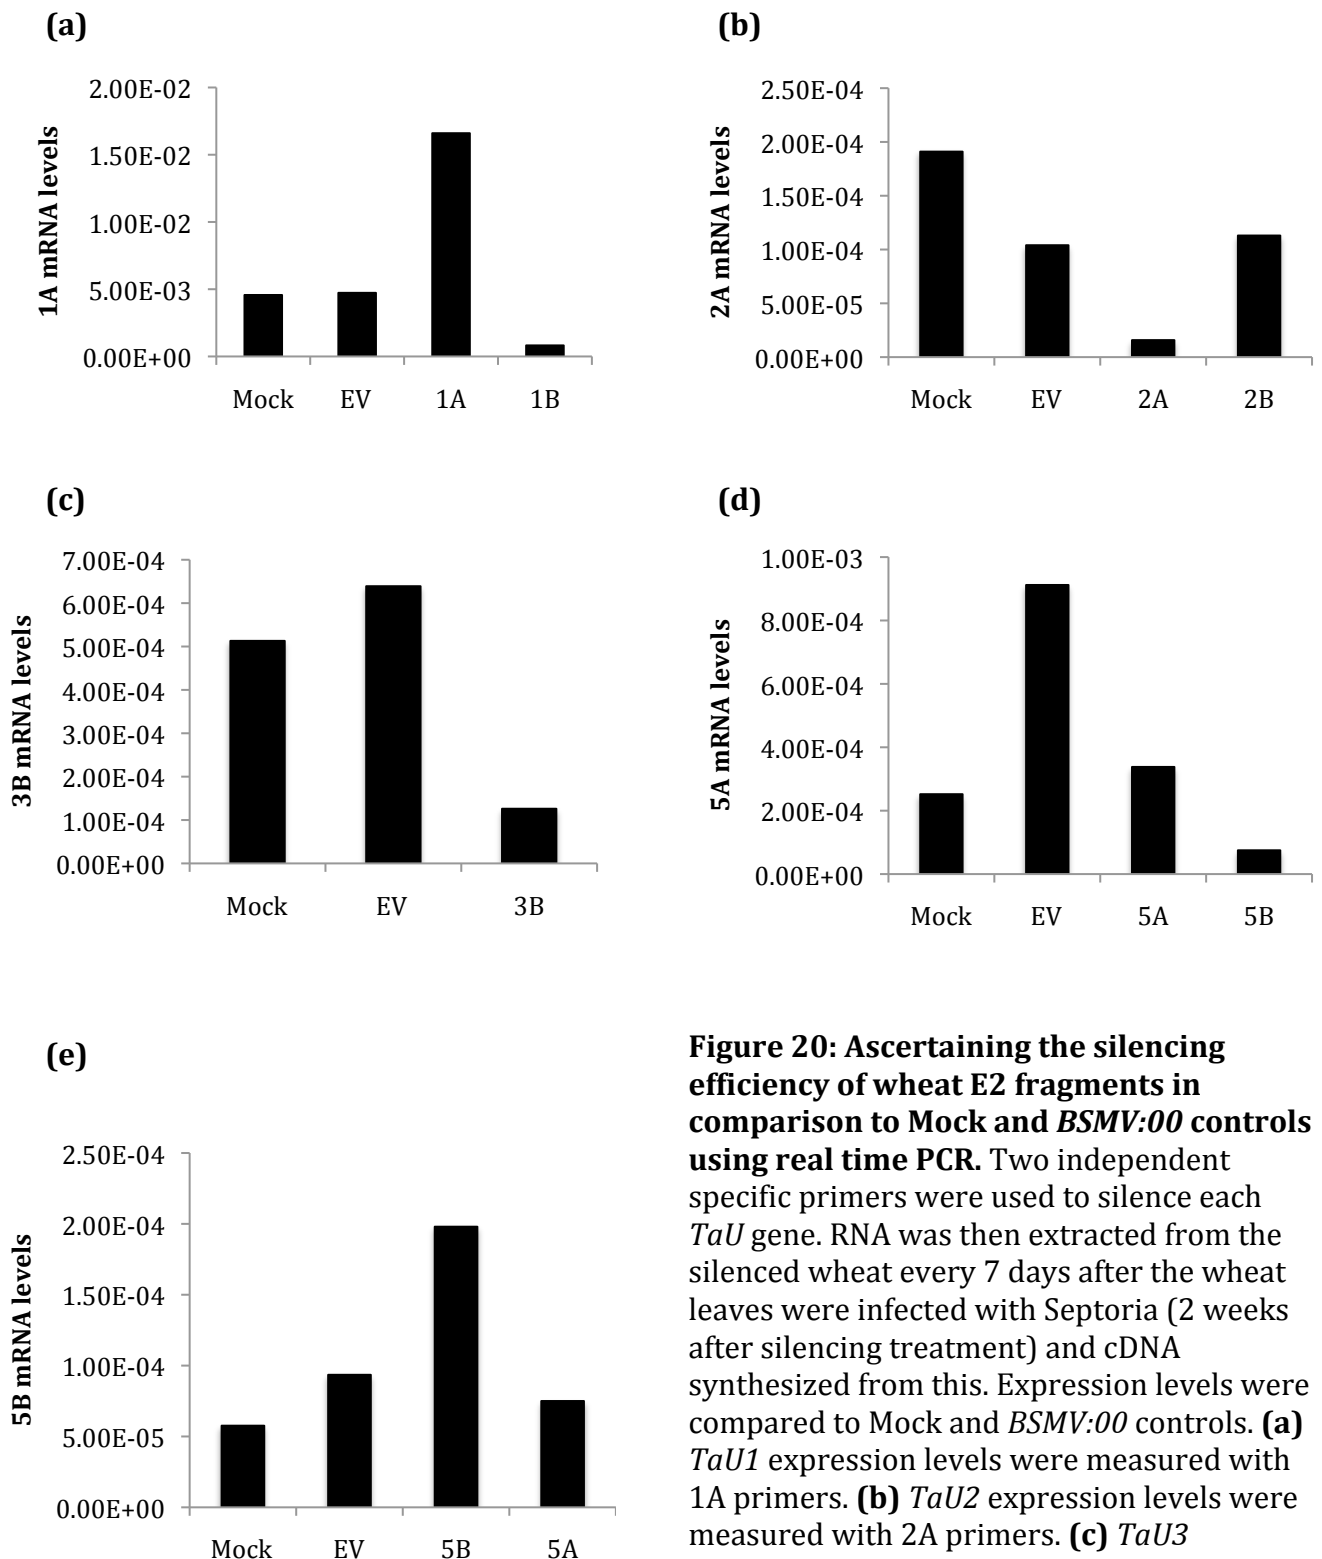 (a)
2.00E-02
1.50E-02
1.00E-02
5.00E-03
0.00E+00
1A mRNA levels
Mock EV 1A 1B
(b)
2.50E-04
2.00E-04
1.50E-04
1.00E-04
5.00E-05
0.00E+00
2A mRNA levels
Mock EV 2A 2B
(c)
7.00E-04
6.00E-04
5.00E-04
4.00E-04
3.00E-04
2.00E-04
1.00E-04
0.00E+00
3B mRNA levels
Mock EV 3B
(d)
1.00E-03
8.00E-04
6.00E-04
4.00E-04
2.00E-04
0.00E+00
5A mRNA levels
Mock EV 5A 5B
(e)
2.50E-04
2.00E-04
1.50E-04
1.00E-04
5.00E-05
0.00E+00
5B mRNA levels
Mock EV 5B 5A
Figure 20: Ascertaining the silencing
efficiency of wheat E2 fragments in
comparison to Mock and BSMV:00 controls
using real time PCR. Two independent
specific primers were used to silence each
TaU gene. RNA was then extracted from the
silenced wheat every 7 days after the wheat
leaves were infected with Septoria (2 weeks
after silencing treatment) and cDNA
synthesized from this. Expression levels were
compared to Mock and BSMV:00 controls. (a)
TaU1 expression levels were measured with
1A primers. (b) TaU2 expression levels were
measured with 2A primers. (c) TaU3